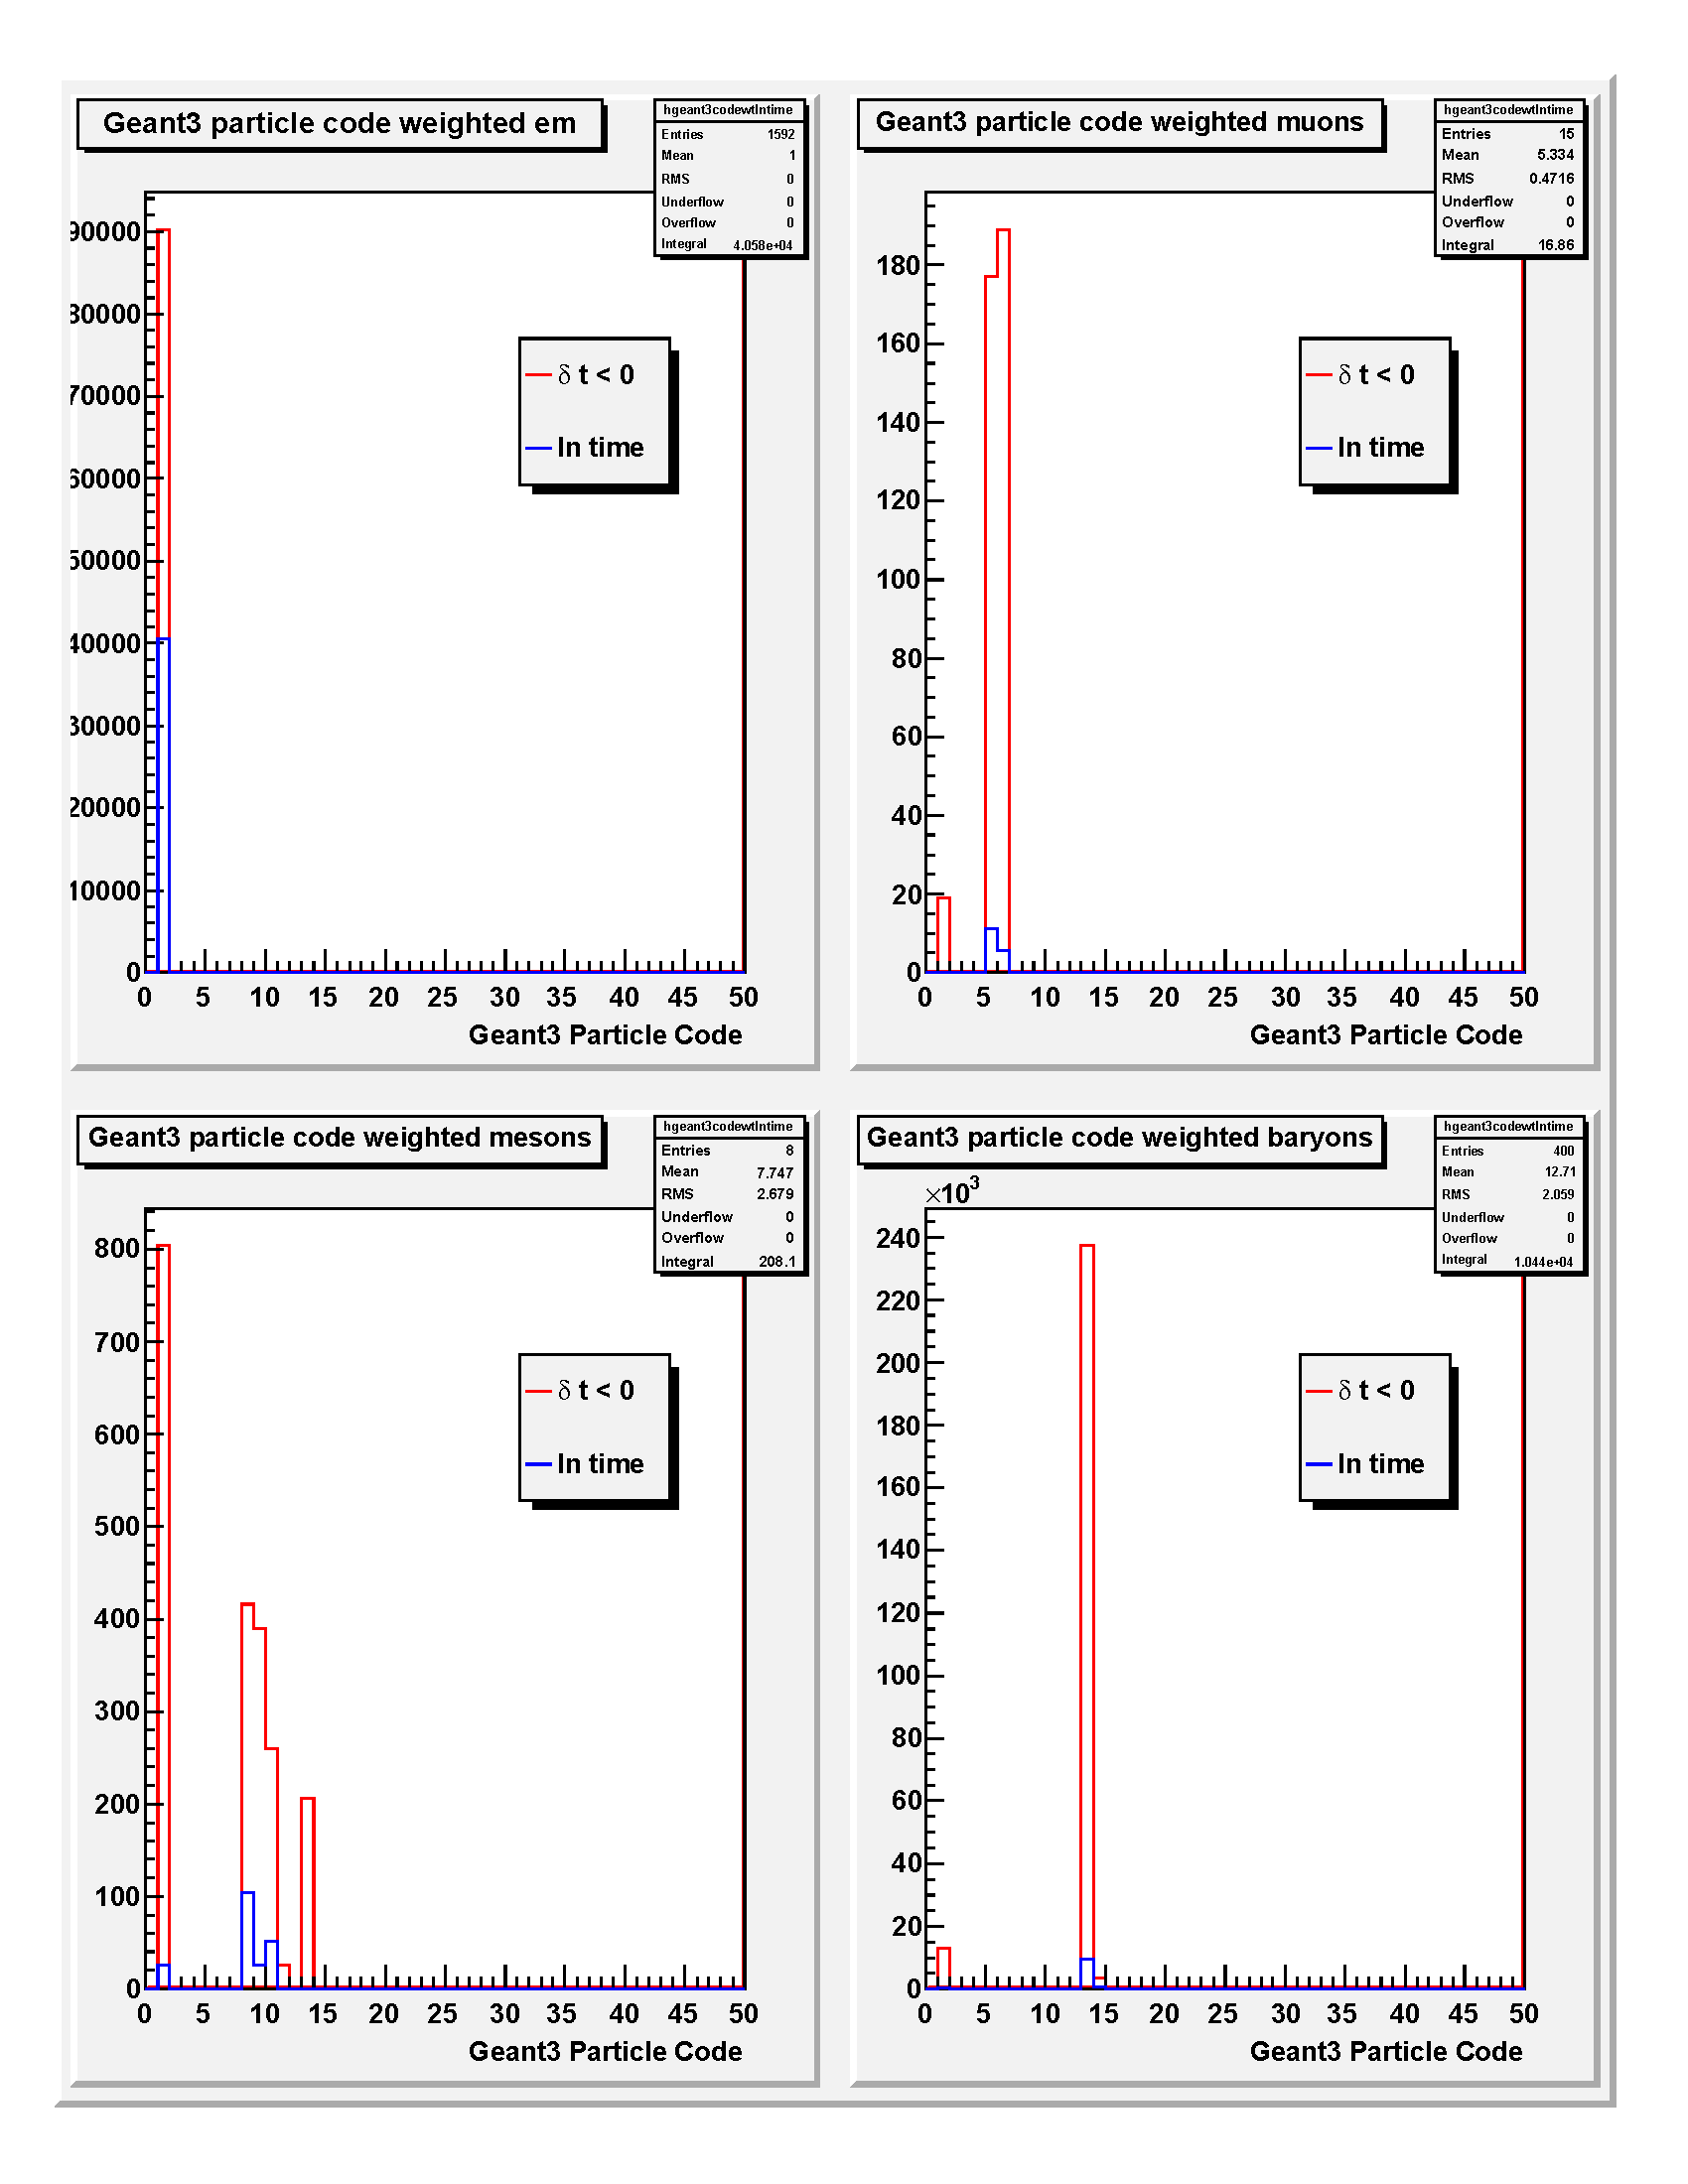 Geant3 particle code weighted em
hgeant3codewtIntime
Entries 1592
Mean 1
RMS 0
Underflow 0
Overflow 0
Integral 4.058e+04
90000
80000
70000
60000
50000
40000
30000
20000
10000
0
δ t < 0
In time
0 5 10 15 20 25 30 35 40 45 50
Geant3 Particle Code
Geant3 particle code weighted muons
hgeant3codewtIntime
Entries 15
Mean 5.334
RMS 0.4716
Underflow 0
Overflow 0
Integral 16.86
180
160
140
120
100
80
60
40
20
0
δ t < 0
In time
0 5 10 15 20 25 30 35 40 45 50
Geant3 Particle Code
Geant3 particle code weighted mesons
hgeant3codewtIntime
Entries 8
Mean 7.747
RMS 2.679
Underflow 0
Overflow 0
Integral 208.1
800
700
600
500
400
300
200
100
0
δ t < 0
In time
0 5 10 15 20 25 30 35 40 45 50
Geant3 Particle Code
Geant3 particle code weighted baryons
hgeant3codewtIntime
Entries 400
Mean 12.71
RMS 2.059
Underflow 0
Overflow 0
Integral 1.044e+04
×10³
240
220
200
180
160
140
120
100
80
60
40
20
0
δ t < 0
In time
0 5 10 15 20 25 30 35 40 45 50
Geant3 Particle Code